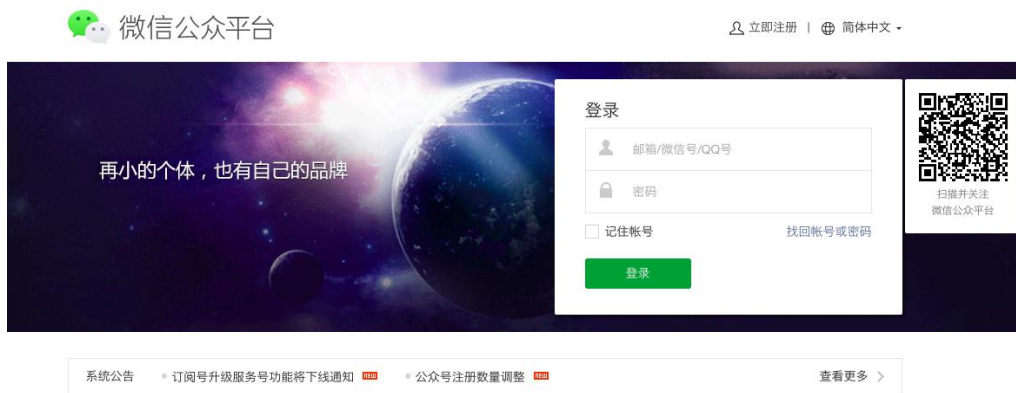 微信公众平台
立即注册 | 简体中文
登录
邮箱/微信号/QQ号
再小的个体，也有自己的品牌
密码
扫描并关注
微信公众平台
记住帐号 找回帐号或密码
登录
系统公告 订阅号升级服务号功能将下线通知 NEW 公众号注册数量调整 NEW 查看更多